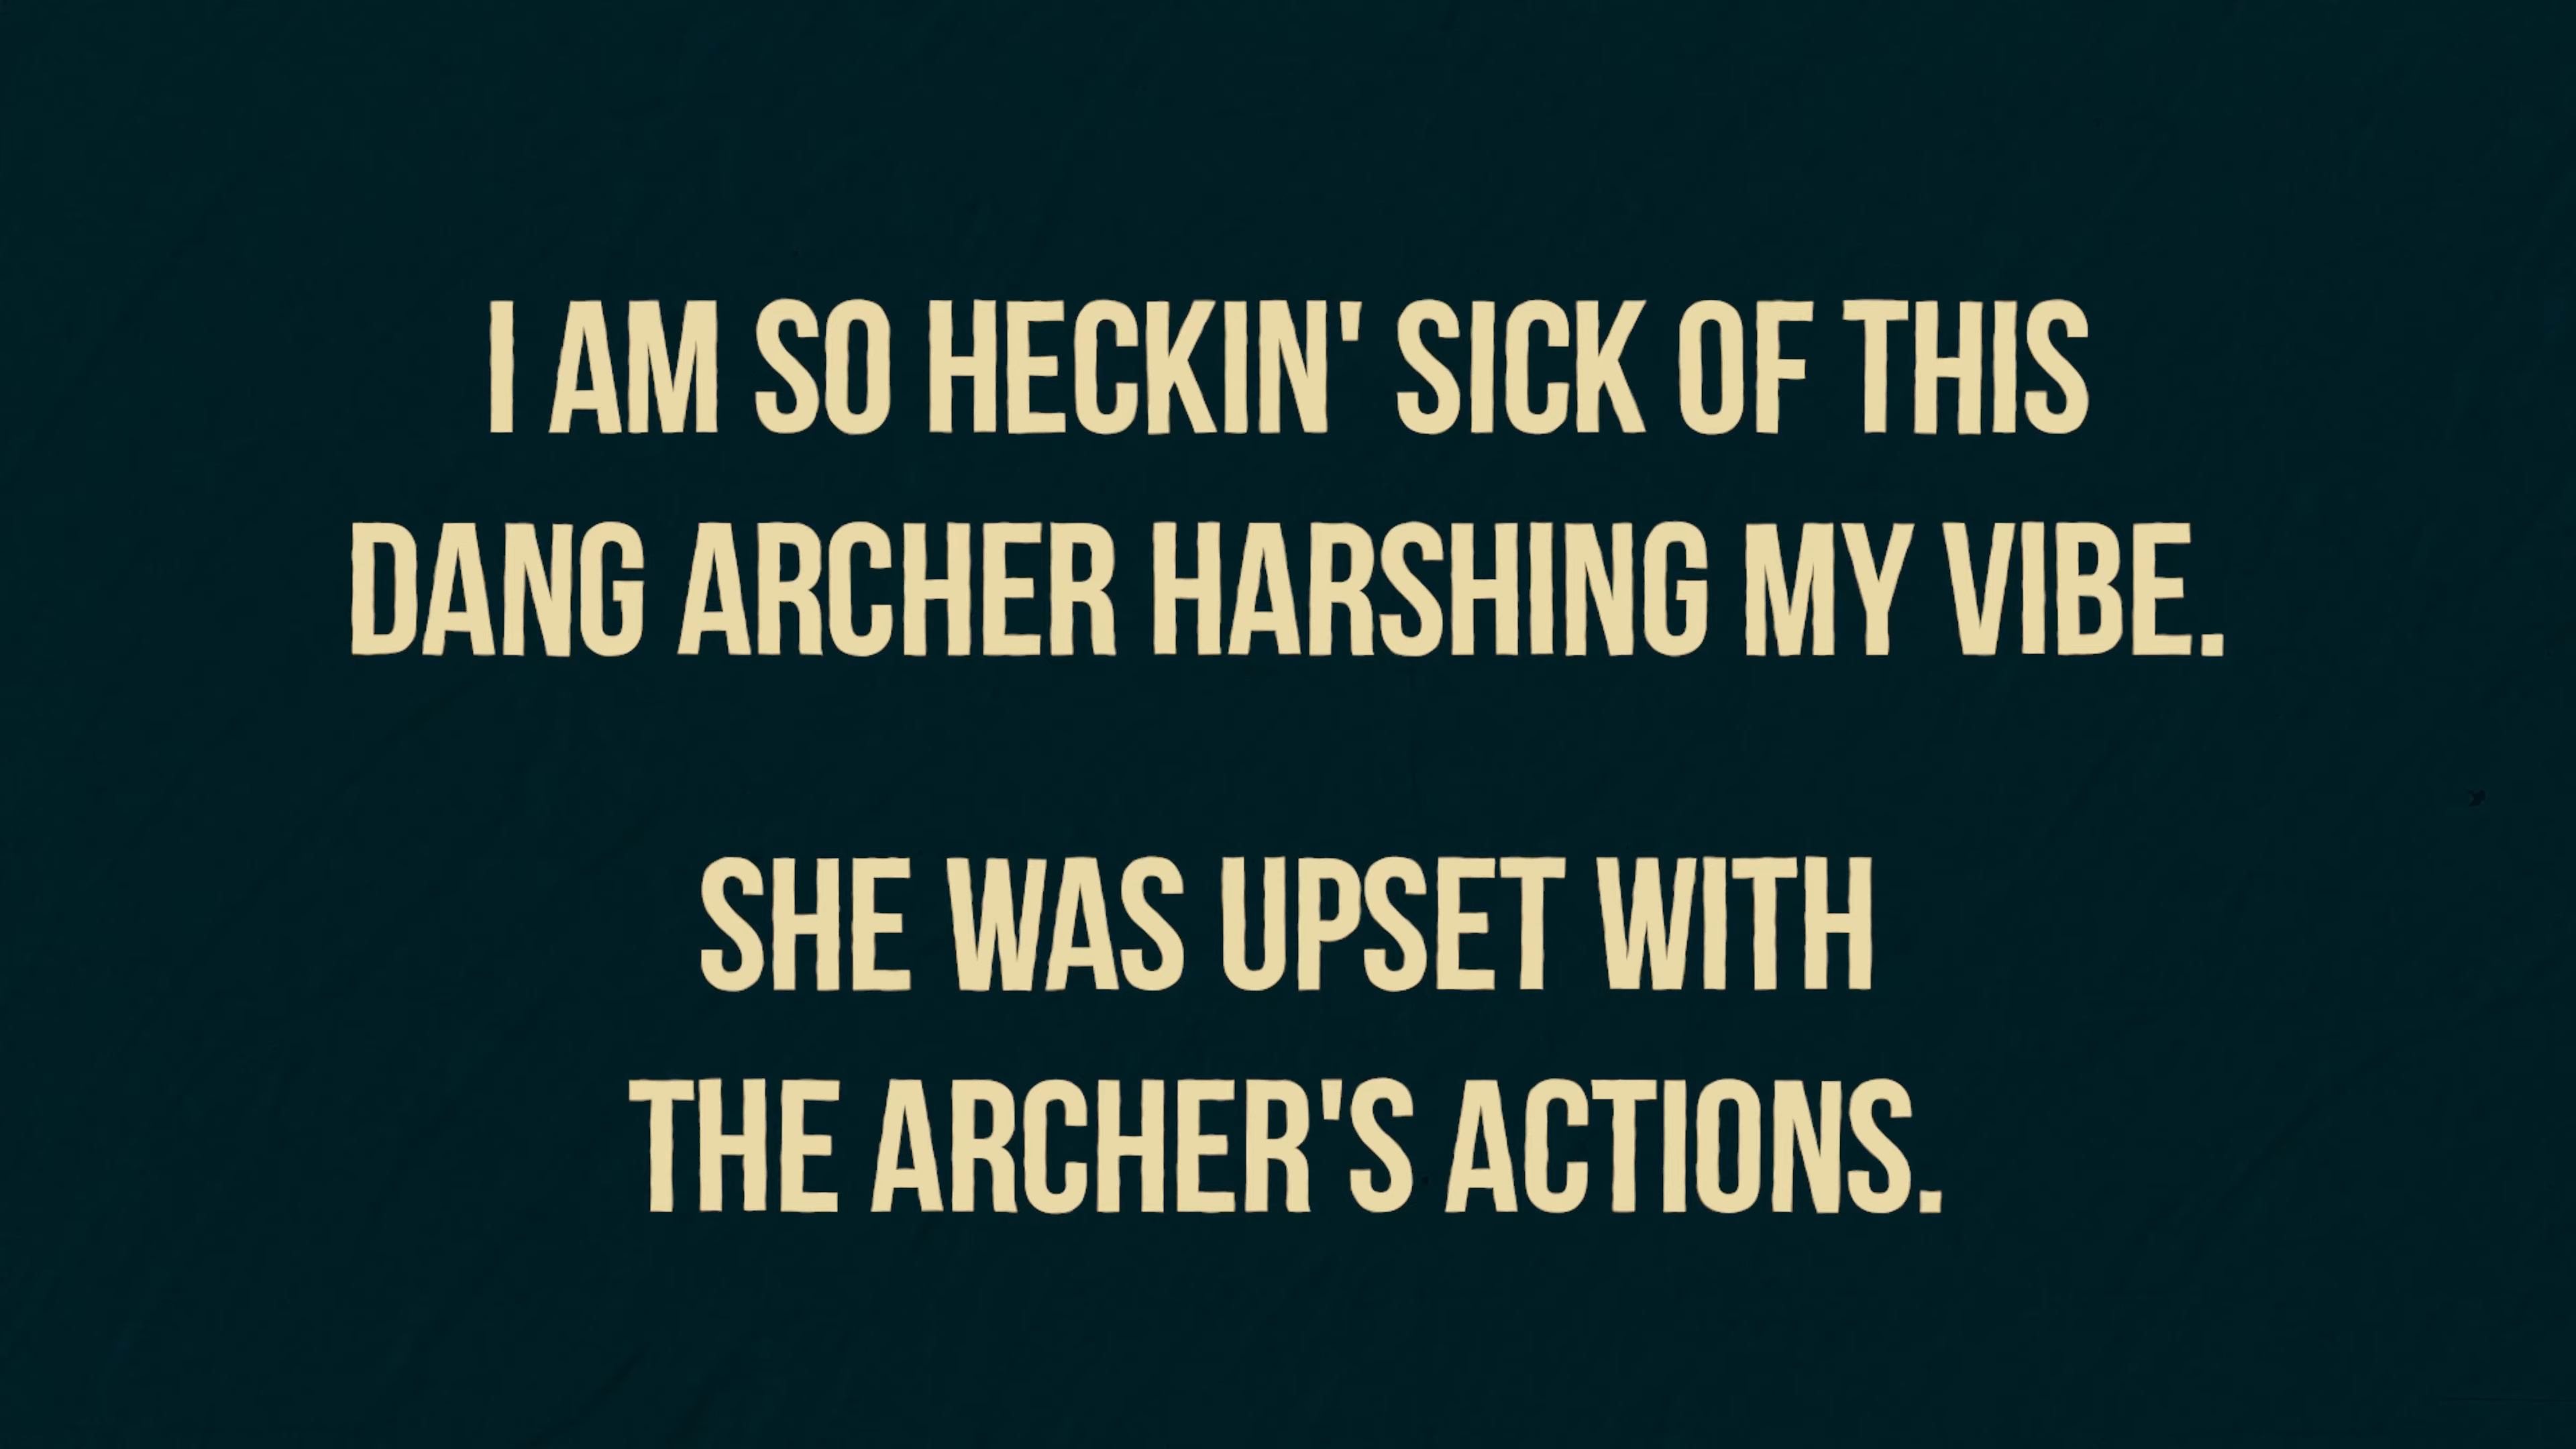 I AM SO HECKIN' SICK OF THIS
DANG ARCHER HARSHING MY VIBE.
SHE WAS UPSET WITH
THE ARCHER'S ACTIONS.